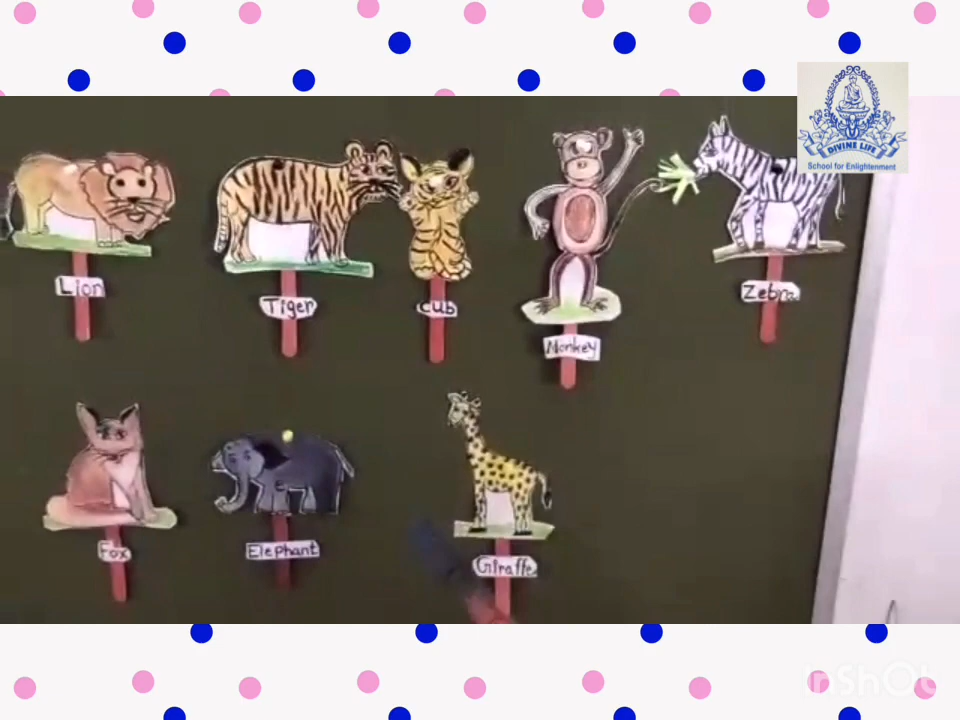 DIVINE LIFE
School for Enlightenment
Lion
Tiger
Cub
Monkey
Zebra
Fox
Elephant
Giraffe
InShOt